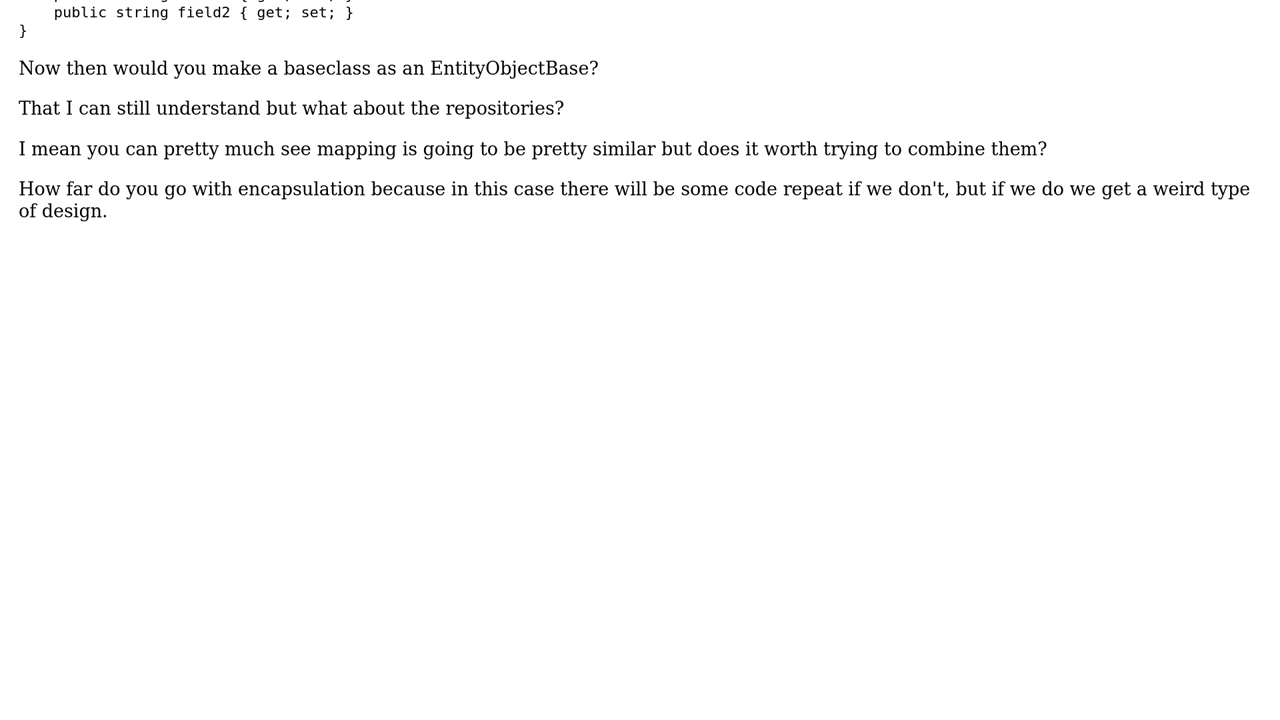 public string field2 { get; set; }
}
Now then would you make a baseclass as an EntityObjectBase?
That I can still understand but what about the repositories?
I mean you can pretty much see mapping is going to be pretty similar but does it worth trying to combine them?
How far do you go with encapsulation because in this case there will be some code repeat if we don't, but if we do we get a weird type
of design.